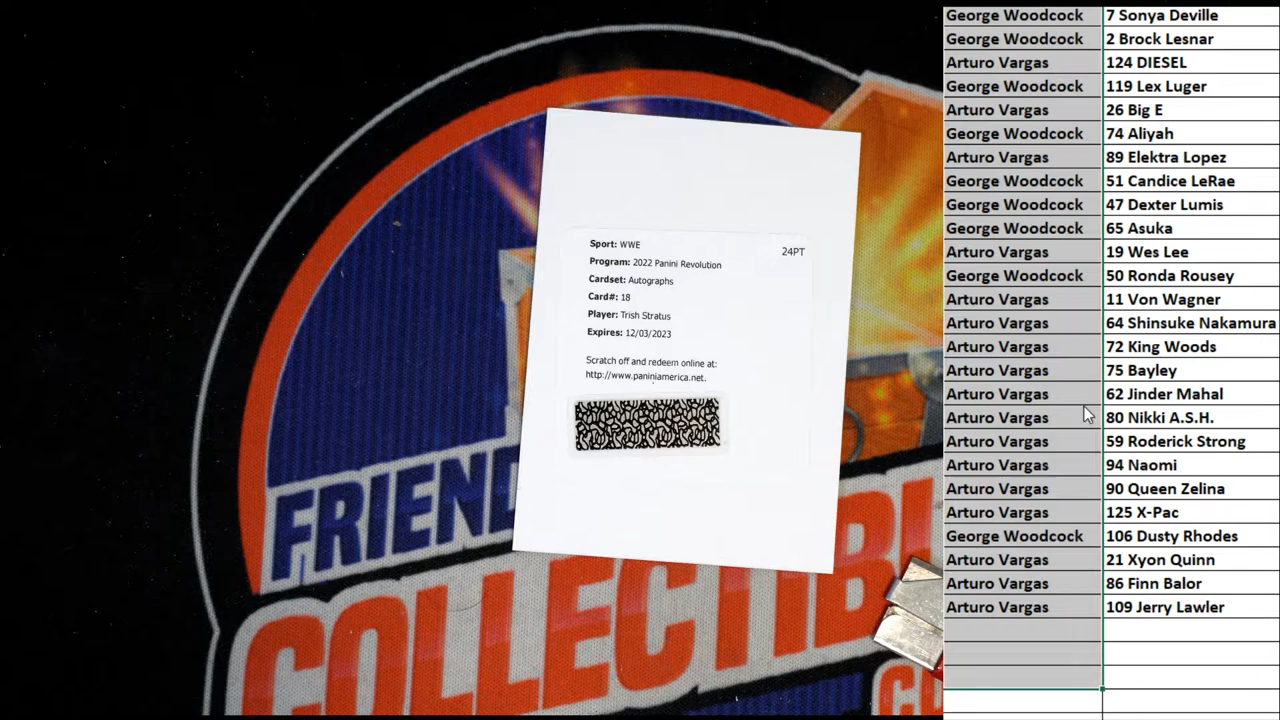 FRIEND
COLLECTIBL
Sport: WWE
24PT
Program: 2022 Panini Revolution
Cardset: Autographs
Card#: 18
Player: Trish Stratus
Expires: 12/03/2023
Scratch off and redeem online at:
http://www.paniniamerica.net.
George Woodcock 7 Sonya Deville
George Woodcock 2 Brock Lesnar
Arturo Vargas 124 DIESEL
George Woodcock 119 Lex Luger
Arturo Vargas 26 Big E
George Woodcock 74 Aliyah
Arturo Vargas 89 Elektra Lopez
George Woodcock 51 Candice LeRae
George Woodcock 47 Dexter Lumis
George Woodcock 65 Asuka
Arturo Vargas 19 Wes Lee
George Woodcock 50 Ronda Rousey
Arturo Vargas 11 Von Wagner
Arturo Vargas 64 Shinsuke Nakamura
Arturo Vargas 72 King Woods
Arturo Vargas 75 Bayley
Arturo Vargas 62 Jinder Mahal
Arturo Vargas 80 Nikki A.S.H.
Arturo Vargas 59 Roderick Strong
Arturo Vargas 94 Naomi
Arturo Vargas 90 Queen Zelina
Arturo Vargas 125 X-Pac
George Woodcock 106 Dusty Rhodes
Arturo Vargas 21 Xyon Quinn
Arturo Vargas 86 Finn Balor
Arturo Vargas 109 Jerry Lawler